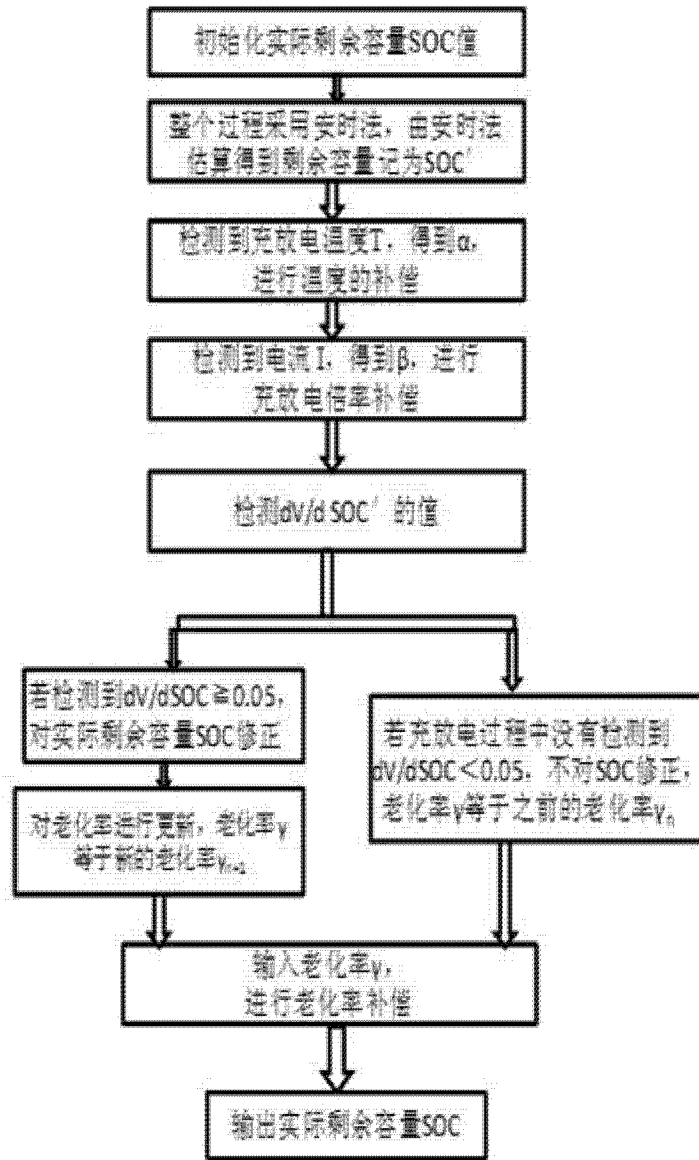 初始化实际剩余容量SOC值
整个过程采用安时法，由安时法
估算得到剩余容量记为SOC′
检测到充放电温度T，得到α，
进行温度的补偿
检测到电流I，得到β，进行
充放电倍率补偿
检测dV/d SOC′的值
若检测到dV/dSOC≧0.05，
对实际剩余容量SOC修正
对老化率进行更新，老化率γ
等于新的老化率γₙ₊₁
若充放电过程中没有检测到
dV/dSOC＜0.05，不对SOC修正，
老化率γ等于之前的老化率γₙ
输入老化率γ，
进行老化率补偿
输出实际剩余容量SOC